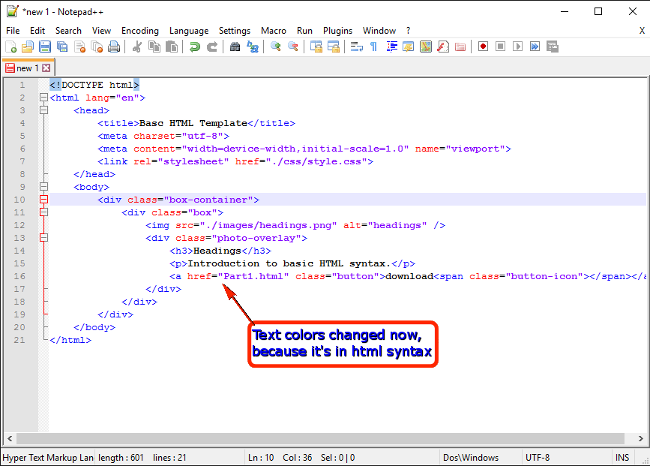 *new 1 - Notepad++
File Edit Search View Encoding Language Settings Macro Run Plugins Window ? X
new 1
1 <!DOCTYPE html>
2 <html lang="en">
3 <head>
4 <title>Basc HTML Template</title>
5 <meta charset="utf-8">
6 <meta content="width=device-width,initial-scale=1.0" name="viewport">
7 <link rel="stylesheet" href="./css/style.css">
8 </head>
9 <body>
10 <div class="box-container">
11 <div class="box">
12 <img src="./images/headings.png" alt="headings" />
13 <div class="photo-overlay">
14 <h3>Headings</h3>
15 <p>Introduction to basic HTML syntax.</p>
16 <a href="Part1.html" class="button">download<span class="button-icon"></span></a
17 </div>
18 </div>
19 </div>
20 </body>
21 </html>
Text colors changed now,
because it's in html syntax
Hyper Text Markup Lan length : 601 lines : 21 Ln : 10 Col : 36 Sel : 0 | 0 Dos\Windows UTF-8 INS